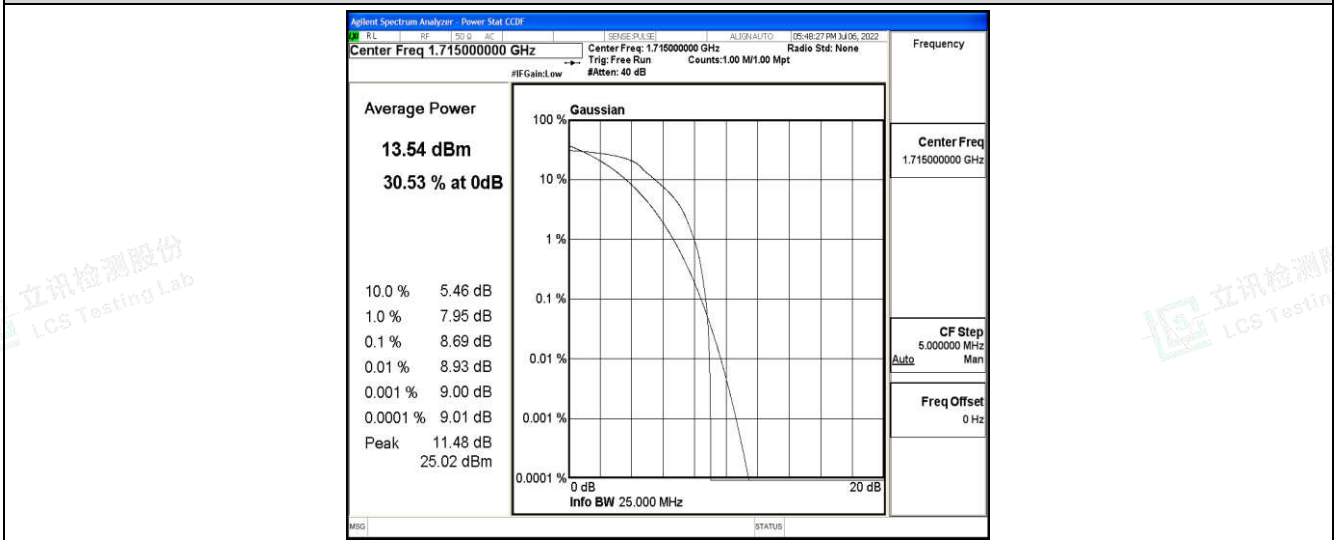 Agilent Spectrum Analyzer - Power Stat CCDF
RL RF 50 Ω AC SENSE:PULSE ALIGNAUTO 05:48:27 PM Jul 06, 2022
Center Freq 1.715000000 GHz
Center Freq: 1.715000000 GHz Radio Std: None
Trig: Free Run Counts:1.00 M/1.00 Mpt
#IFGain:Low #Atten: 40 dB
Frequency
Average Power
13.54 dBm
30.53 % at 0dB
10.0 % 5.46 dB
1.0 % 7.95 dB
0.1 % 8.69 dB
0.01 % 8.93 dB
0.001 % 9.00 dB
0.0001 % 9.01 dB
Peak 11.48 dB
25.02 dBm
Gaussian
100 %
10 %
1 %
0.1 %
0.01 %
0.001 %
0.0001 %
0 dB 20 dB
Info BW 25.000 MHz
Center Freq
1.715000000 GHz
CF Step
5.000000 MHz
Auto Man
Freq Offset
0 Hz
MSG STATUS
立讯检测股份
LCS Testing Lab
立讯检测
LCS Testin